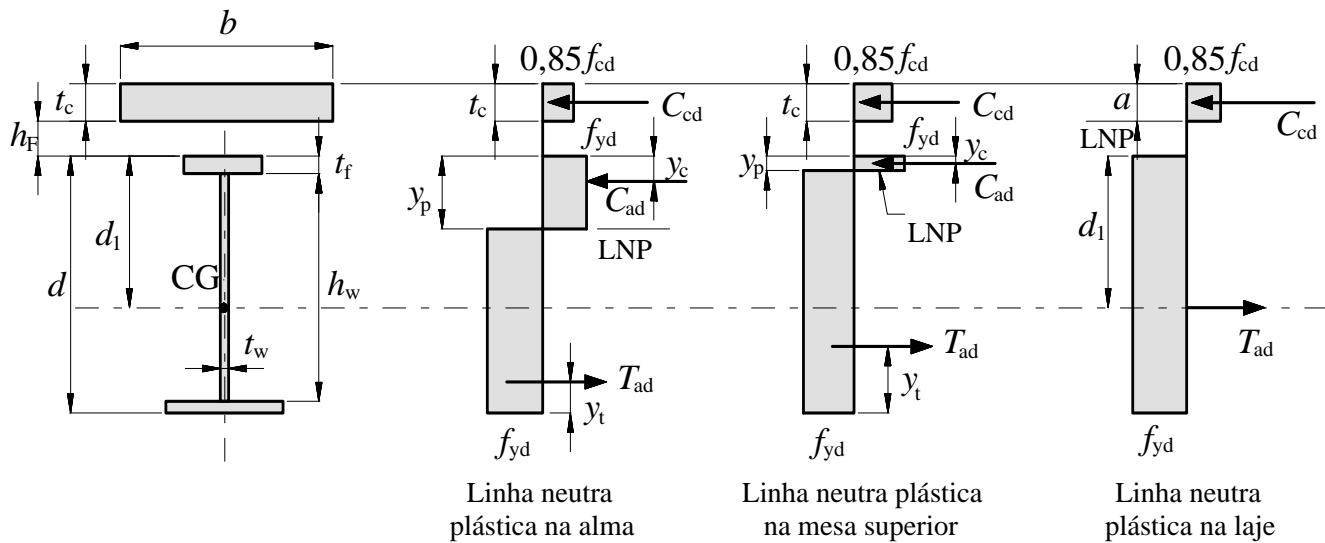 b
t_c
h_F
t_f
d_1
d
CG
h_w
t_w
0,85f_cd
t_c
C_cd
f_yd
y_c
y_p
C_ad
LNP
T_ad
y_t
f_yd
Linha neutra
plástica na alma
0,85f_cd
t_c
C_cd
f_yd
y_c
y_p
C_ad
LNP
T_ad
y_t
f_yd
Linha neutra plástica
na mesa superior
0,85f_cd
a
C_cd
LNP
d_1
T_ad
f_yd
Linha neutra
plástica na laje